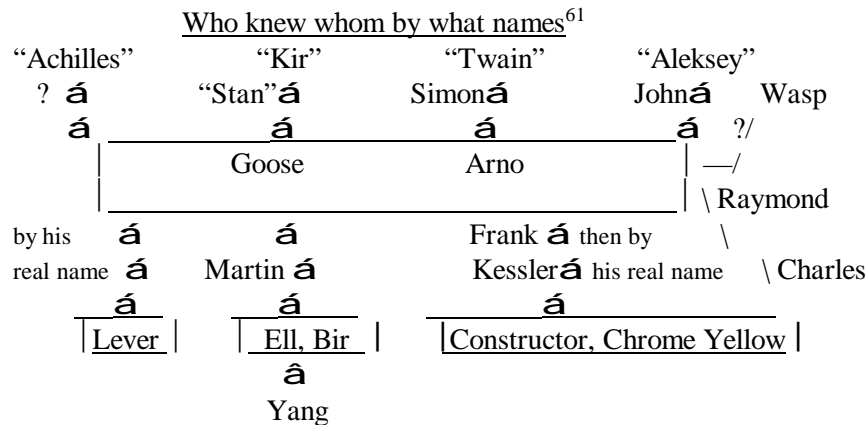 Who knew whom by what names61
“Achilles” “Kir” “Twain” “Aleksey”
? á “Stan”á Simoná Johná Wasp
á á á á ?/
| Goose Arno | —/
| | \ Raymond
by his á á Frank á then by \
real name á Martin á Kesslerá his real name \ Charles
á á á
|Lever | | Ell, Bir | |Constructor, Chrome Yellow |
â
Yang